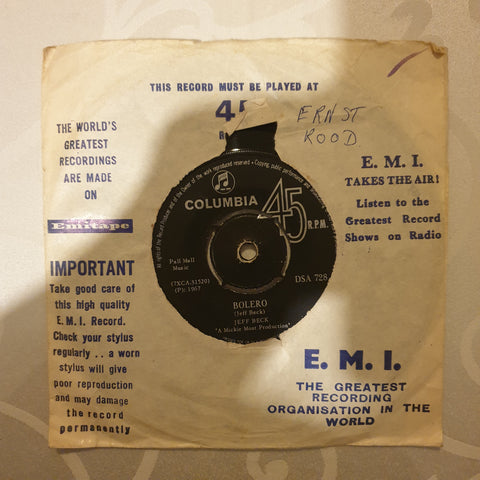 THIS RECORD MUST BE PLAYED AT
45
ERNST
ROOD
THE WORLD'S
GREATEST
RECORDINGS
ARE MADE
ON
Emitape
IMPORTANT
Take good care of
this high quality
E.M.I. Record.
Check your stylus
regularly .. a worn
stylus will give
poor reproduction
and may damage
the record
permanently
E. M. I.
TAKES THE AIR!
Listen to the
Greatest Record
Shows on Radio
COLUMBIA
45
R.P.M.
Pall Mall
Music
(7XCA.31520)
(P): 1967
DSA 728
BOLERO
(Jeff Beck)
JEFF BECK
"A Mickie Most Production"
E. M. I.
THE GREATEST
RECORDING
ORGANISATION IN THE
WORLD